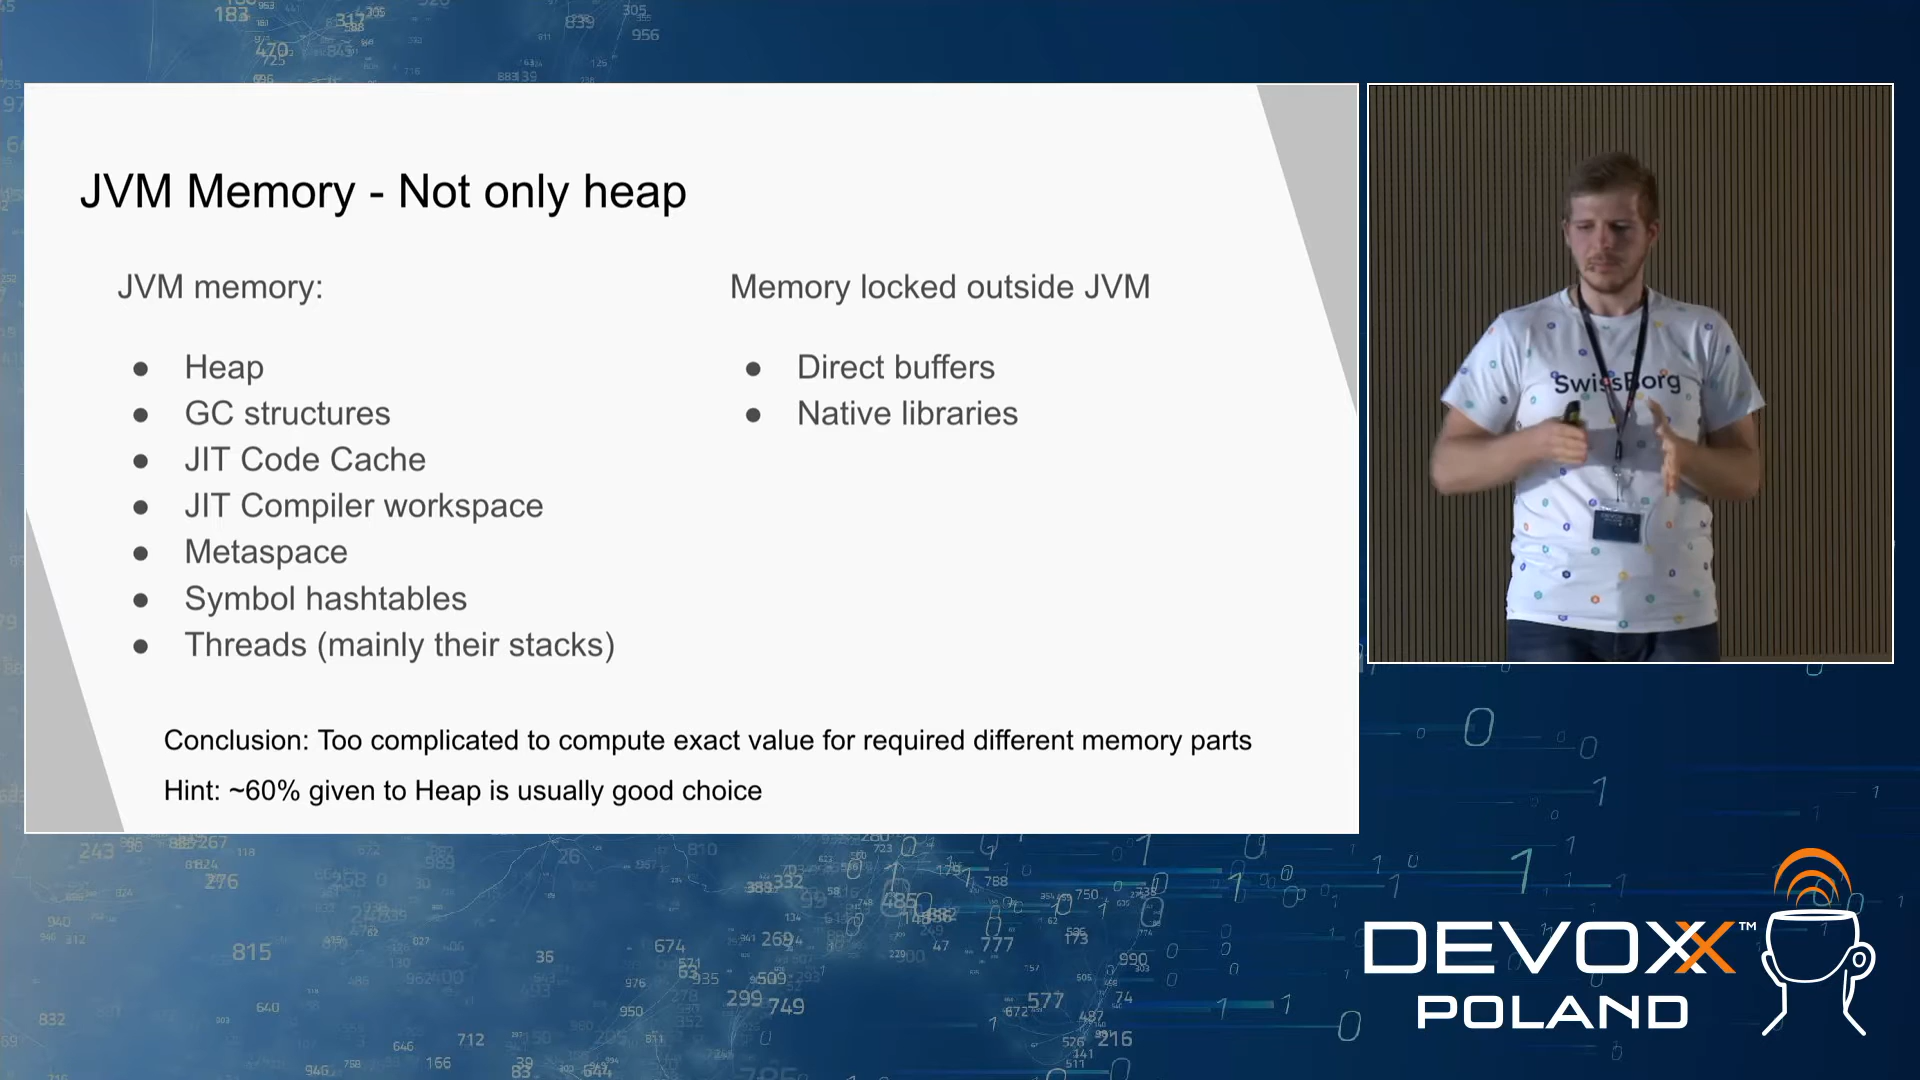 JVM Memory - Not only heap
JVM memory:
● Heap
● GC structures
● JIT Code Cache
● JIT Compiler workspace
● Metaspace
● Symbol hashtables
● Threads (mainly their stacks)
Memory locked outside JVM
● Direct buffers
● Native libraries
Conclusion: Too complicated to compute exact value for required different memory parts
Hint: ~60% given to Heap is usually good choice
SwissBorg
DEVOXX™
POLAND